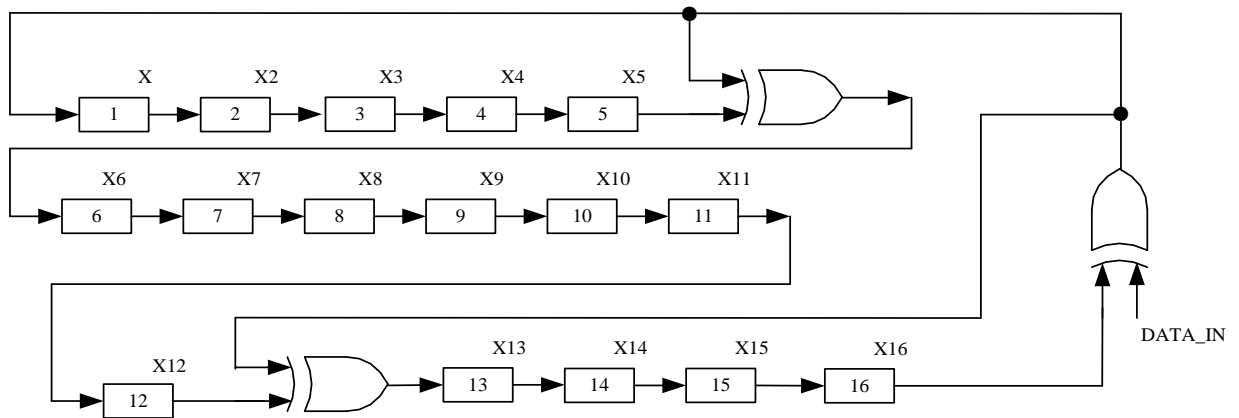 X X2 X3 X4 X5
1 2 3 4 5
X6 X7 X8 X9 X10 X11
6 7 8 9 10 11
DATA_IN
X12 X13 X14 X15 X16
12 13 14 15 16